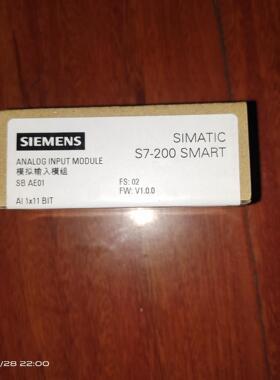 SIEMENS
SIMATIC
S7-200 SMART
ANALOG INPUT MODULE
模拟输入模组
SB AE01
FS: 02
FW: V1.0.0
AI 1x11 BIT
/28 22:00